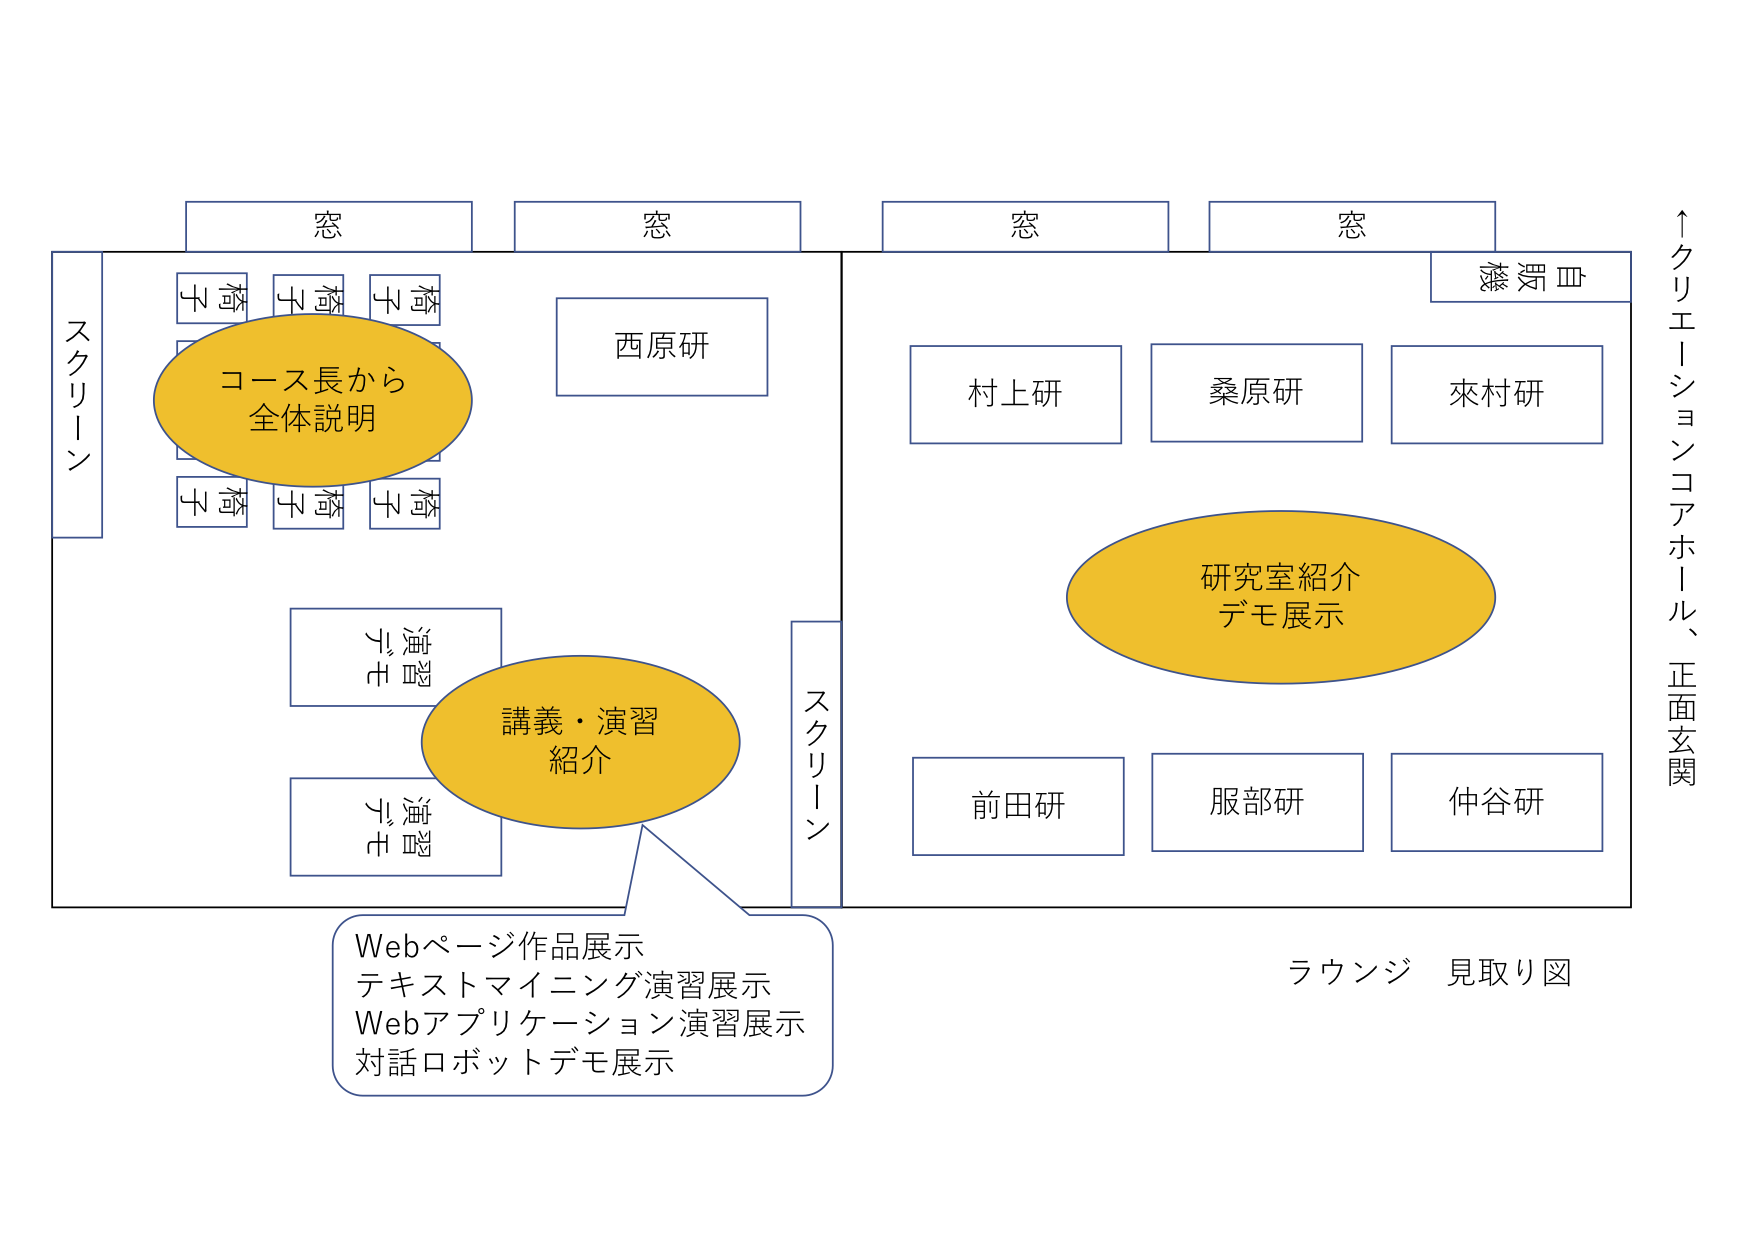 窓
窓
窓
窓
スクリーン
椅子
椅子
椅子
コース長から
全体説明
椅子
椅子
椅子
西原研
自販機
村上研
桑原研
來村研
研究室紹介
デモ展示
演習
デモ
講義・演習
紹介
演習
デモ
スクリーン
前田研
服部研
仲谷研
Webページ作品展示
テキストマイニング演習展示
Webアプリケーション演習展示
対話ロボットデモ展示
ラウンジ　見取り図
↑クリエーションコアホール、正面玄関